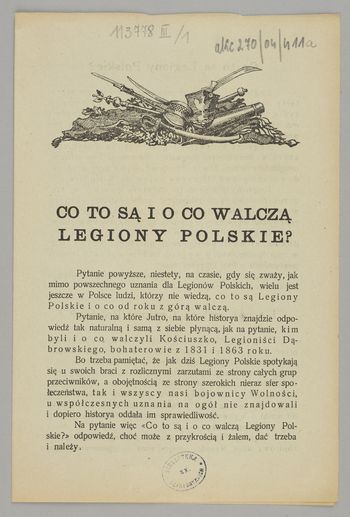 113778 III/1
akc 270/04/411a
CO TO SĄ I O CO WALCZĄ
LEGIONY POLSKIE?
Pytanie powyższe, niestety, na czasie, gdy się zważy, jak
mimo powszechnego uznania dla Legionów Polskich, wielu jest
jeszcze w Polsce ludzi, którzy nie wiedzą, co to są Legiony
Polskie i o co od roku z górą walczą.
Pytanie, na które Jutro, na które historya znajdzie odpo-
wiedź tak naturalną i samą z siebie płynącą, jak na pytanie, kim
byli i o co walczyli Kościuszko, Legioniści Dą-
browskiego, bohaterowie z 1831 i 1863 roku.
Bo trzeba pamiętać, że jak dziś Legiony Polskie spotykają
się u swoich braci z rozlicznymi zarzutami ze strony całych grup
przeciwników, a obojętnością ze strony szerokich nieraz sfer spo-
łeczeństwa, tak i wszyscy nasi bojownicy Wolności,
u współczesnych uznania na ogół nie znajdowali
i dopiero historya oddała im sprawiedliwość.
Na pytanie więc «Co to są i o co walczą Legiony Pol-
skie?» odpowiedź, choć może z przykrością i żalem, dać trzeba
i należy.
BIBLIOTEKA